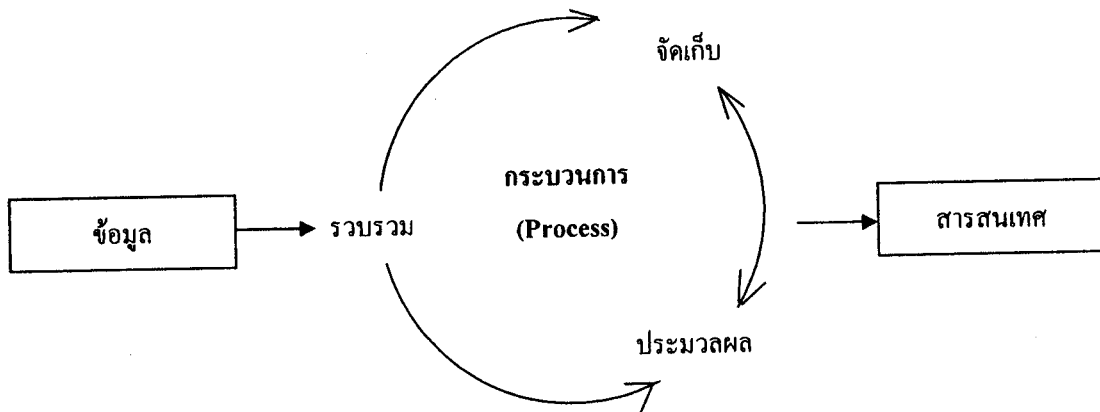 จัดเก็บ
กระบวนการ
(Process)
ข้อมูล
รวบรวม
สารสนเทศ
ประมวลผล